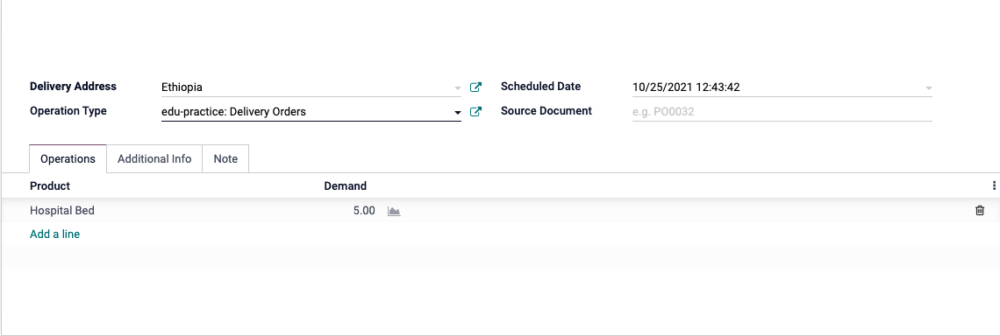 Delivery Address Ethiopia Scheduled Date 10/25/2021 12:43:42
Operation Type edu-practice: Delivery Orders Source Document e.g. PO0032
Operations Additional Info Note
Product Demand
Hospital Bed 5.00
Add a line